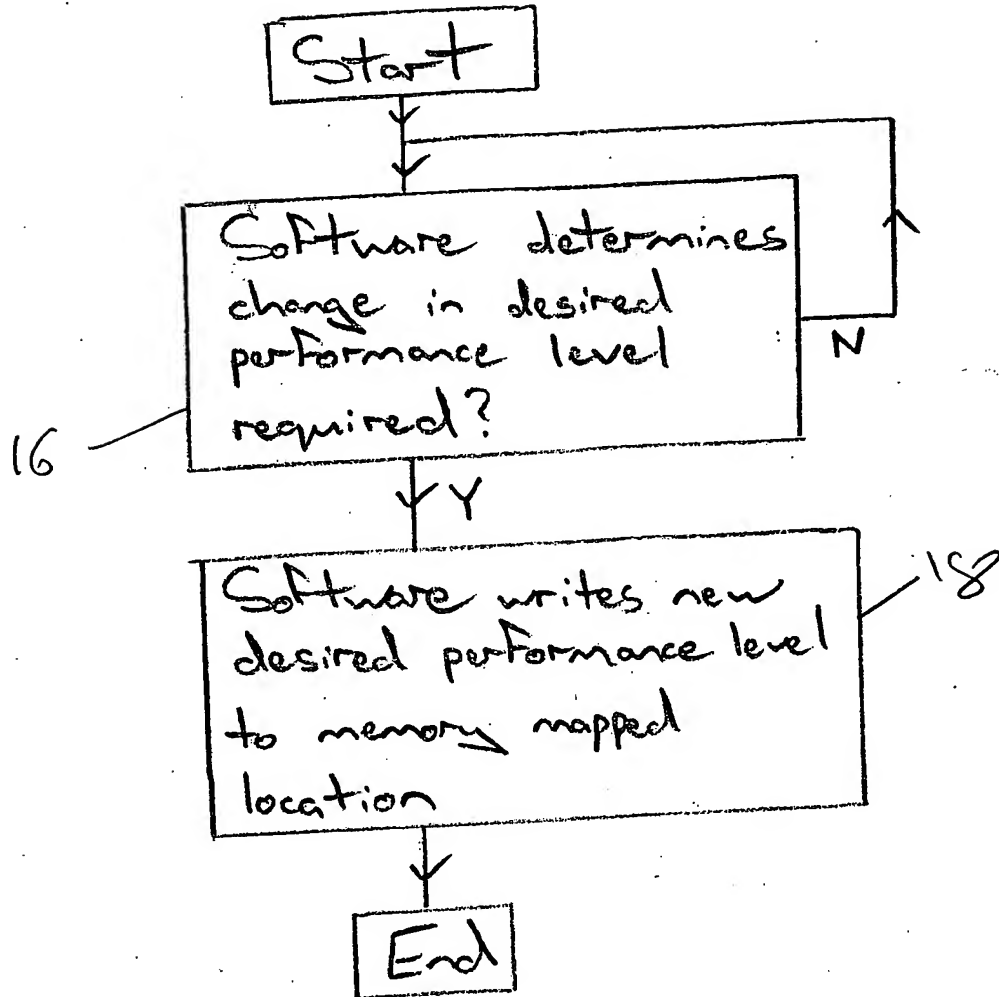 Start
Software determines
change in desired
performance level
required?
N
16
Y
Software writes new
desired performance level
to memory mapped
location
18
End